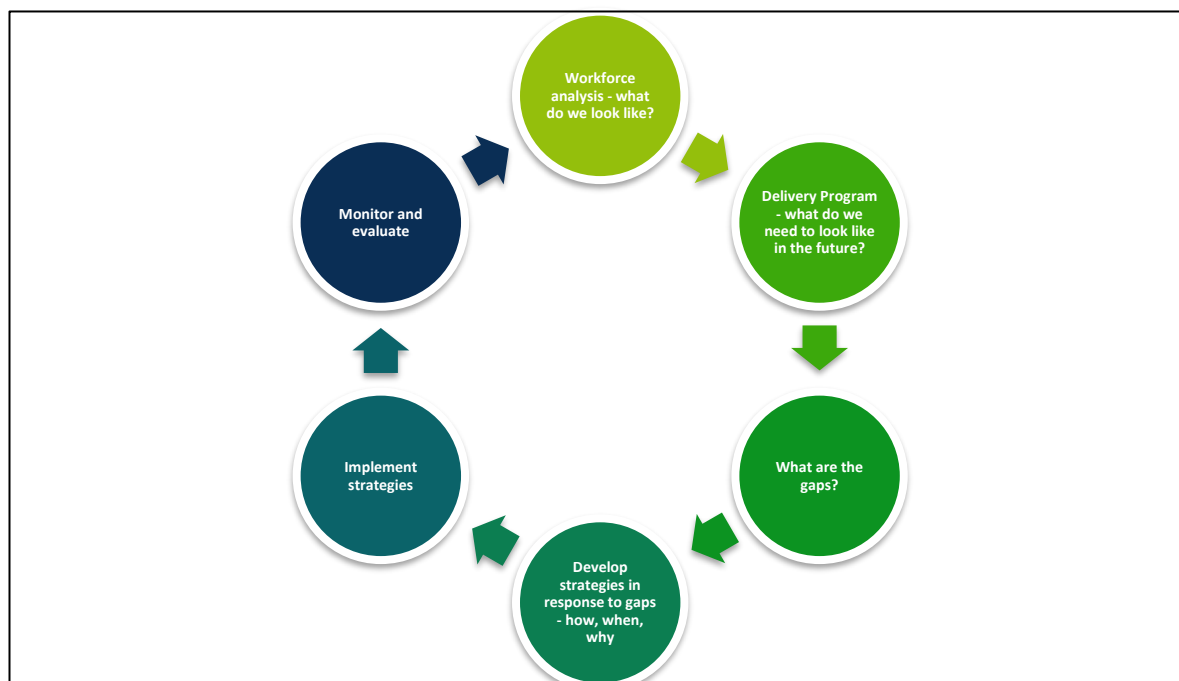 Workforce
analysis - what
do we look like?
Delivery Program
- what do we
need to look like
in the future?
What are the
gaps?
Develop
strategies in
response to gaps
- how, when,
why
Implement
strategies
Monitor and
evaluate